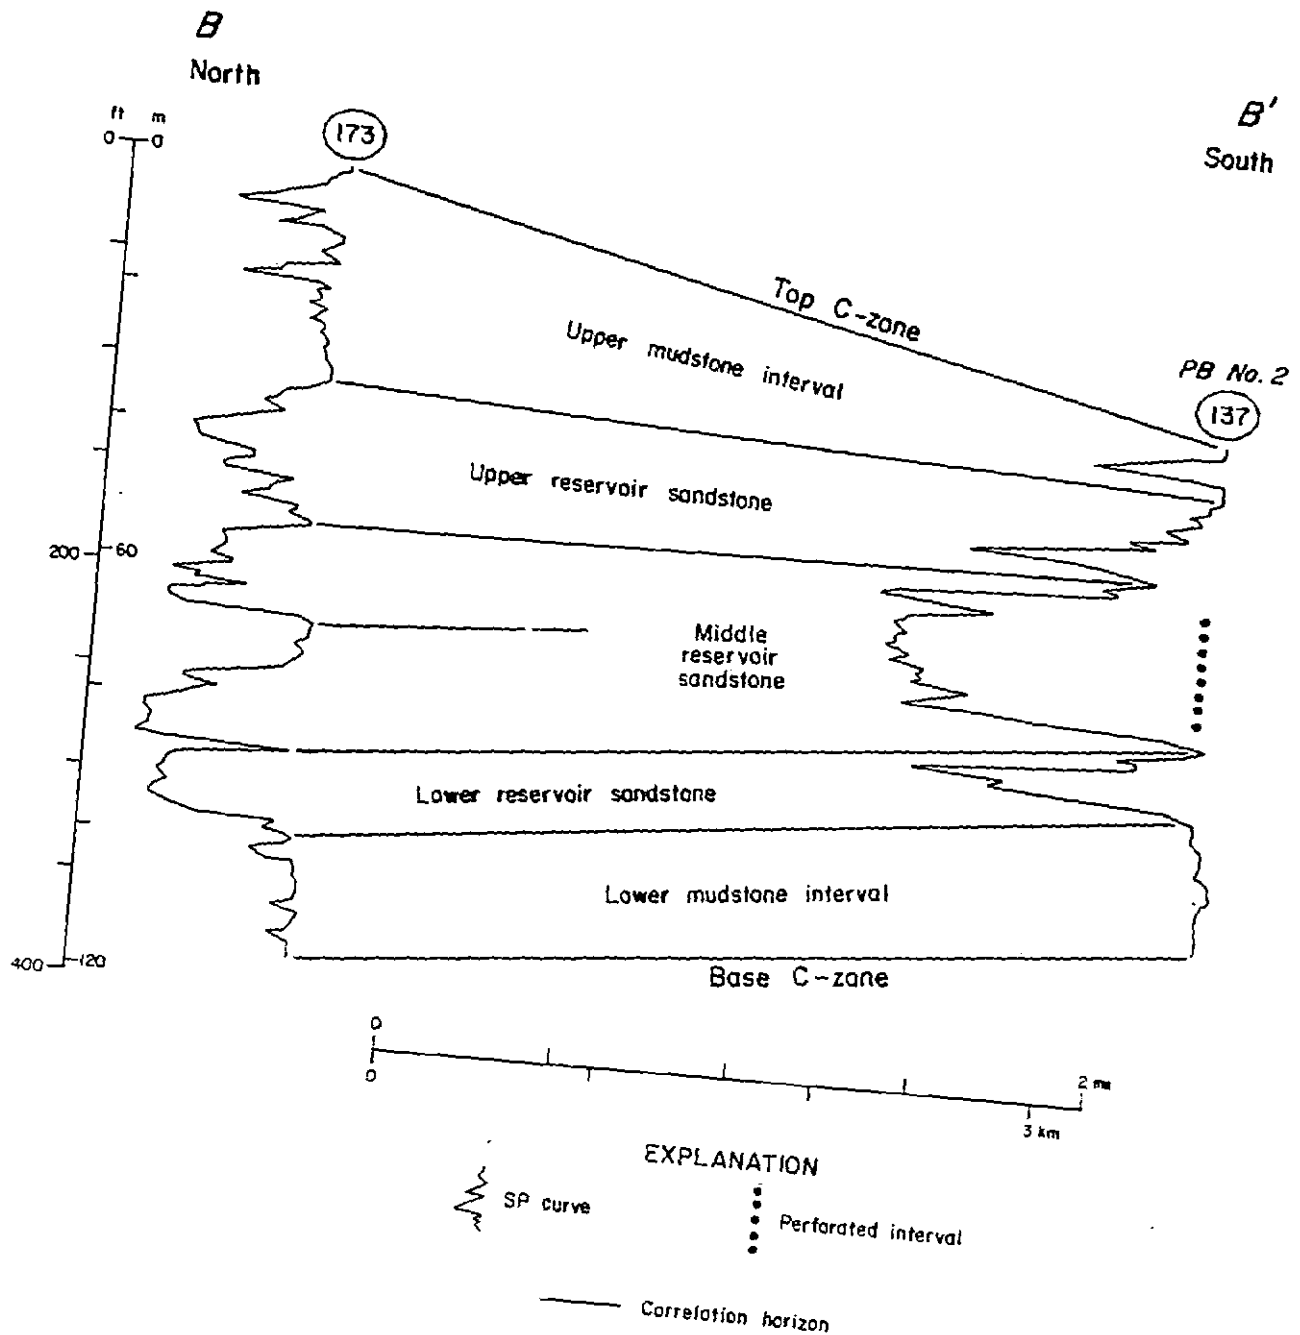 B
North
B'
South
ft m
0 0
173
Top C-zone
Upper mudstone interval
PB No. 2
137
Upper reservoir sandstone
200 60
Middle
reservoir
sandstone
Lower reservoir sandstone
Lower mudstone interval
400 120
Base C-zone
0
0
2 mi
3 km
EXPLANATION
SP curve
Perforated interval
Correlation horizon